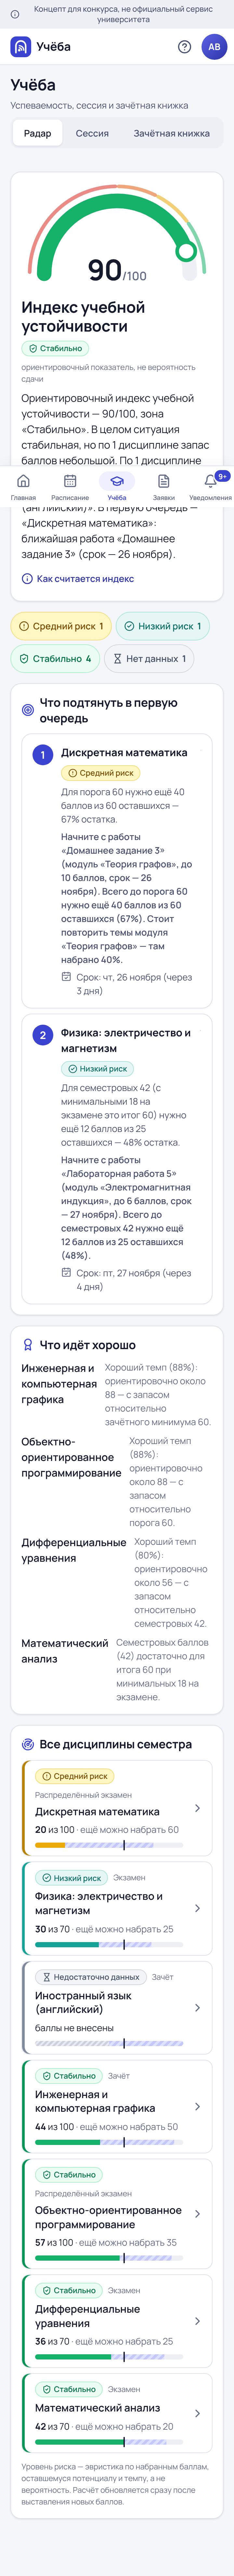 Концепт для конкурса, не официальный сервис
университета
Учёба
АВ
Учёба
Успеваемость, сессия и зачётная книжка
Радар
Сессия
Зачётная книжка
90/100
Индекс учебной
устойчивости
Стабильно
ориентировочный показатель, не вероятность
сдачи
Ориентировочный индекс учебной
устойчивости — 90/100, зона
«Стабильно». В целом ситуация
стабильная, но по 1 дисциплине запас
баллов небольшой. По 1 дисциплине
Главная
Расписание
Учёба
Заявки
Уведомления
9+
(английский)». В первую очередь —
«Дискретная математика»:
ближайшая работа «Домашнее
задание 3» (срок — 26 ноября).
Как считается индекс
Средний риск 1
Низкий риск 1
Стабильно 4
Нет данных 1
Что подтянуть в первую
очередь
1
Дискретная математика
Средний риск
Для порога 60 нужно ещё 40
баллов из 60 оставшихся —
67% остатка.
Начните с работы
«Домашнее задание 3»
(модуль «Теория графов», до
10 баллов, срок — 26
ноября). Всего до порога 60
нужно ещё 40 баллов из 60
оставшихся (67%). Стоит
повторить темы модуля
«Теория графов» — там
набрано 40%.
Срок: чт, 26 ноября (через
3 дня)
2
Физика: электричество и
магнетизм
Низкий риск
Для семестровых 42 (с
минимальными 18 на
экзамене это итог 60) нужно
ещё 12 баллов из 25
оставшихся — 48% остатка.
Начните с работы
«Лабораторная работа 5»
(модуль «Электромагнитная
индукция», до 6 баллов, срок
— 27 ноября). Всего до
семестровых 42 нужно ещё
12 баллов из 25 оставшихся
(48%).
Срок: пт, 27 ноября (через
4 дня)
Что идёт хорошо
Инженерная и
компьютерная
графика
Хороший темп (88%):
ориентировочно около
88 — с запасом
относительно
зачётного минимума 60.
Объектно-
ориентированное
программирование
Хороший темп
(88%):
ориентировочно
около 88 — с
запасом
относительно
порога 60.
Дифференциальные
уравнения
Хороший темп
(80%):
ориентировочно
около 56 — с
запасом
относительно
семестровых 42.
Математический
анализ
Семестровых баллов
(42) достаточно для
итога 60 при
минимальных 18 на
экзамене.
Все дисциплины семестра
Средний риск
Распределённый экзамен
Дискретная математика
20 из 100 · ещё можно набрать 60
Низкий риск
Экзамен
Физика: электричество и
магнетизм
30 из 70 · ещё можно набрать 25
Недостаточно данных
Зачёт
Иностранный язык
(английский)
баллы не внесены
Стабильно
Зачёт
Инженерная и
компьютерная графика
44 из 100 · ещё можно набрать 50
Стабильно
Распределённый экзамен
Объектно-ориентированное
программирование
57 из 100 · ещё можно набрать 35
Стабильно
Экзамен
Дифференциальные
уравнения
36 из 70 · ещё можно набрать 25
Стабильно
Экзамен
Математический анализ
42 из 70 · ещё можно набрать 20
Уровень риска — эвристика по набранным баллам,
оставшемуся потенциалу и темпу, а не
вероятность. Расчёт обновляется сразу после
выставления новых баллов.